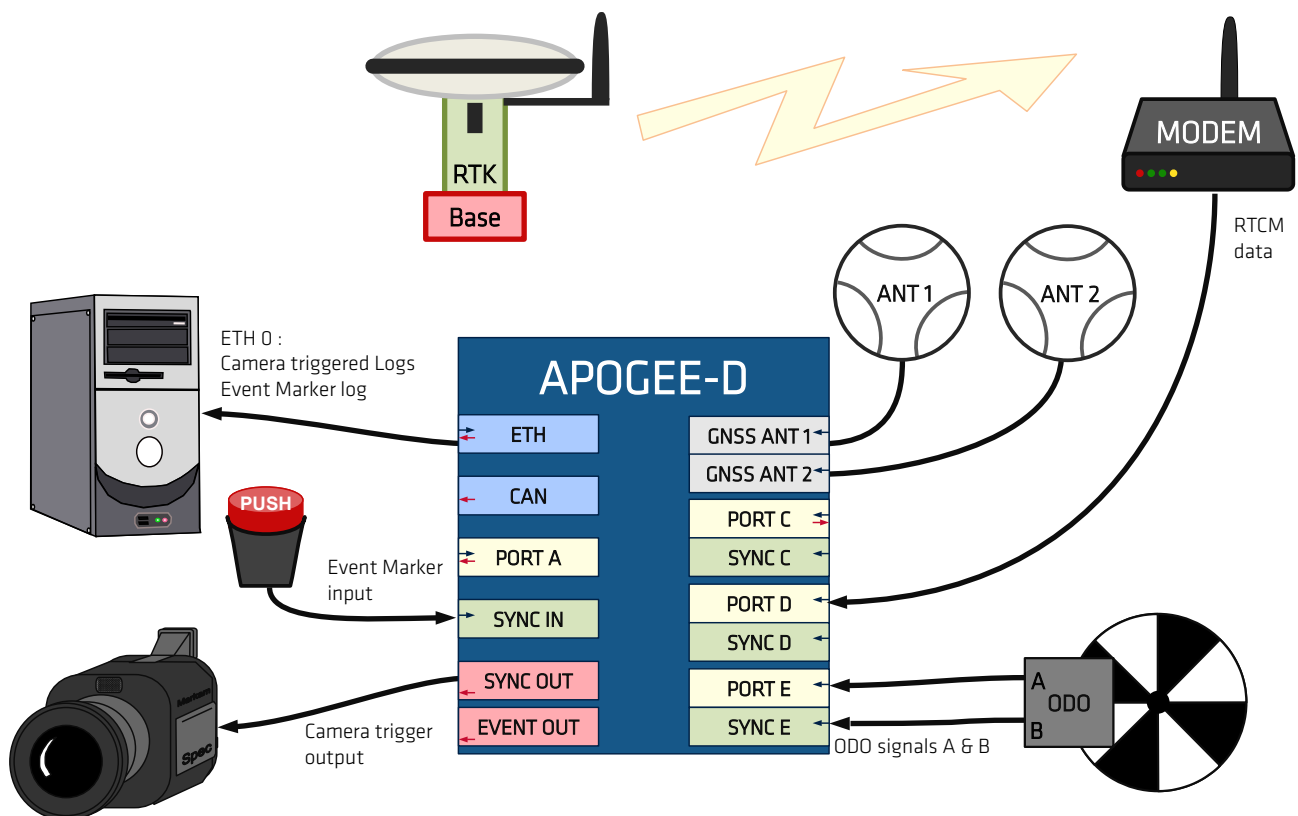 RTK
Base
MODEM
RTCM
data
ANT 1
ANT 2
ETH 0 :
Camera triggered Logs
Event Marker log
APOGEE-D
ETH
CAN
PORT A
SYNC IN
SYNC OUT
EVENT OUT
GNSS ANT 1
GNSS ANT 2
PORT C
SYNC C
PORT D
SYNC D
PORT E
SYNC E
PUSH
Event Marker
input
Camera trigger
output
Spec
A
ODO
B
ODO signals A & B